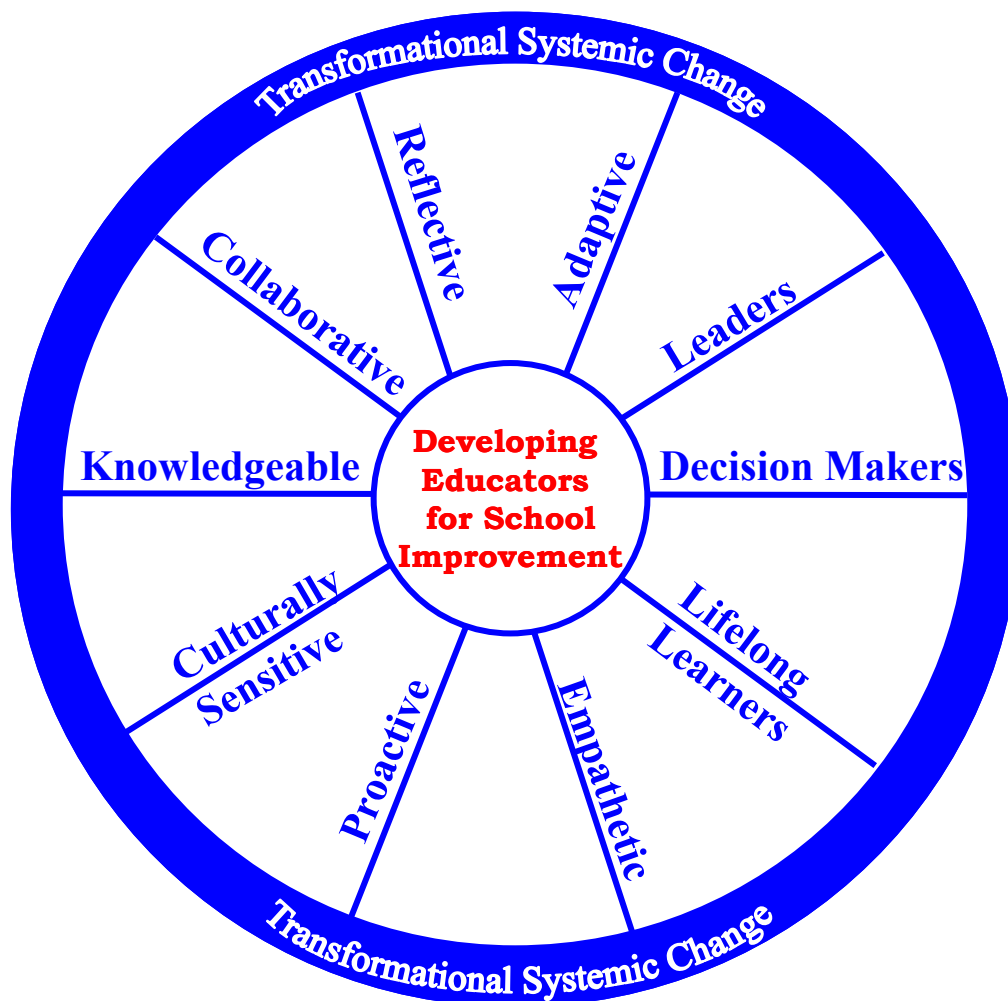 Transformational Systemic Change
Reflective
Adaptive
Collaborative
Leaders
Knowledgeable
Developing
Educators
for School
Improvement
Decision Makers
Culturally
Sensitive
Lifelong
Learners
Proactive
Empathetic
Transformational Systemic Change